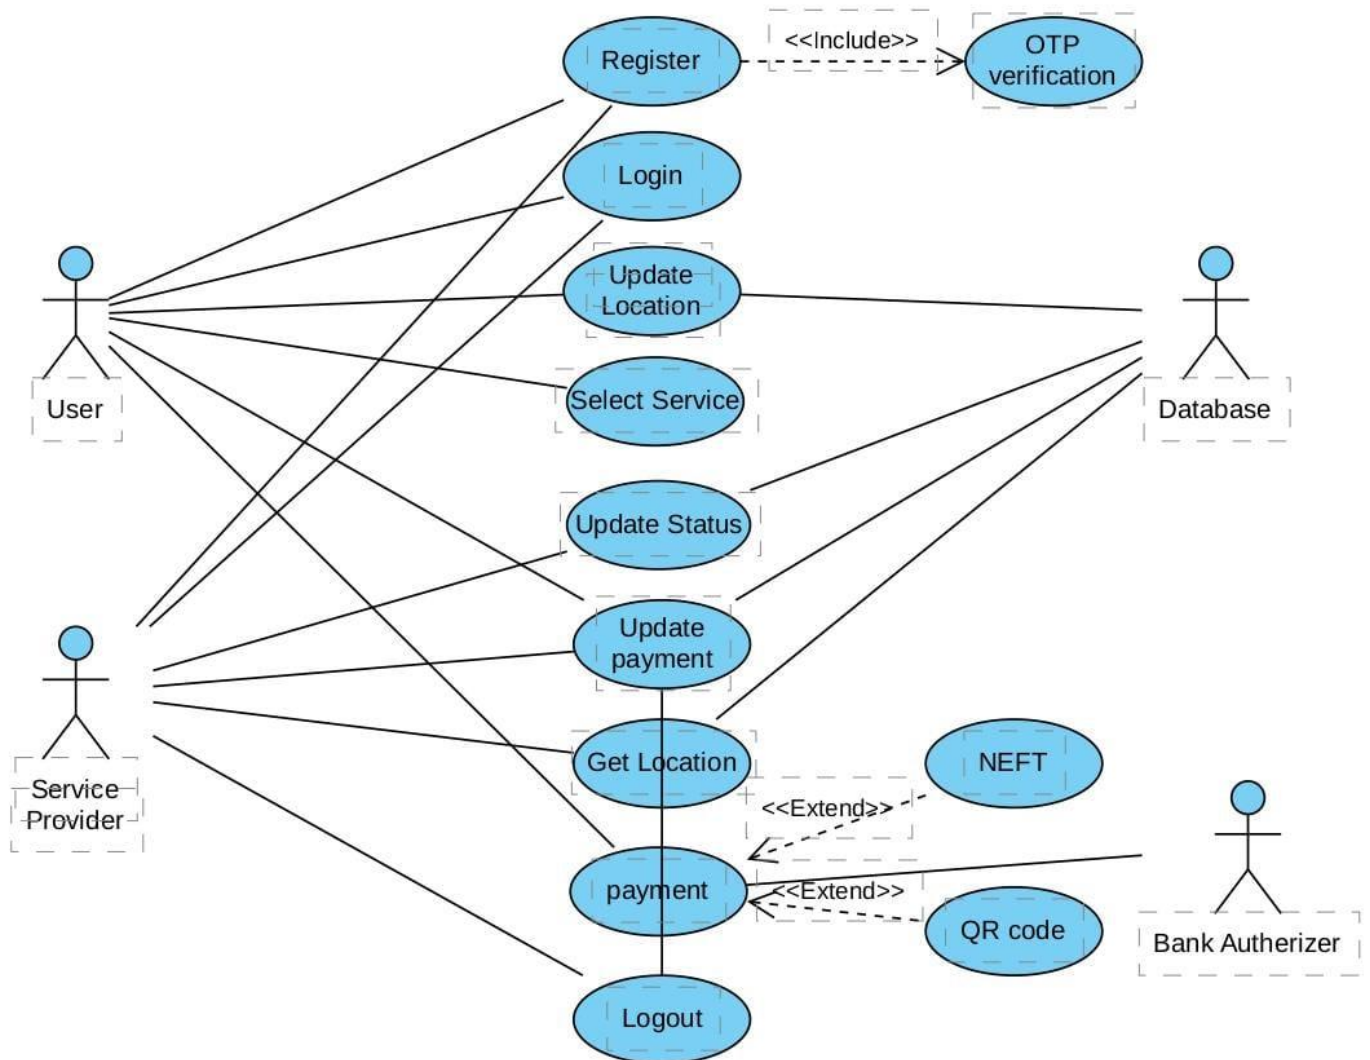 Register
<<Include>>
OTP
verification
Login
Update
Location
User
Select Service
Database
Update Status
Update
payment
Service
Provider
Get Location
NEFT
<<Extend>>
payment
<<Extend>>
QR code
Bank Autherizer
Logout